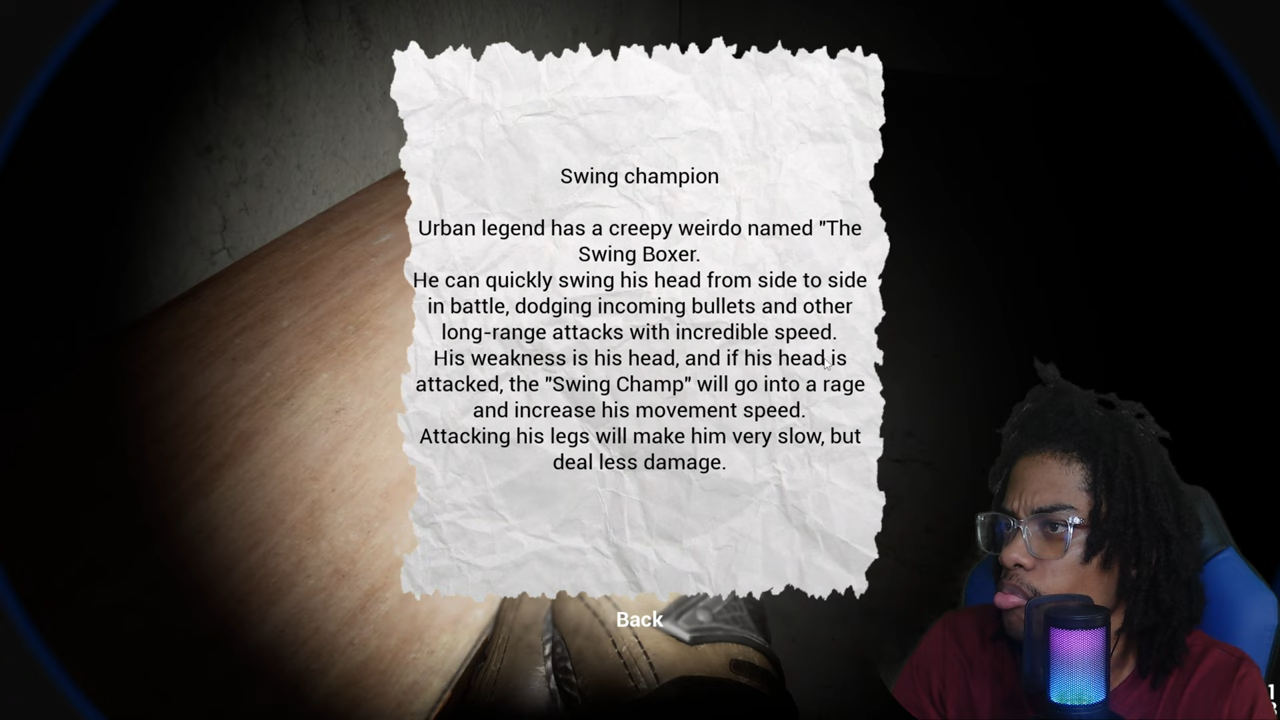 Swing champion
Urban legend has a creepy weirdo named "The
Swing Boxer.
He can quickly swing his head from side to side
in battle, dodging incoming bullets and other
long-range attacks with incredible speed.
His weakness is his head, and if his head is
attacked, the "Swing Champ" will go into a rage
and increase his movement speed.
Attacking his legs will make him very slow, but
deal less damage.
Back